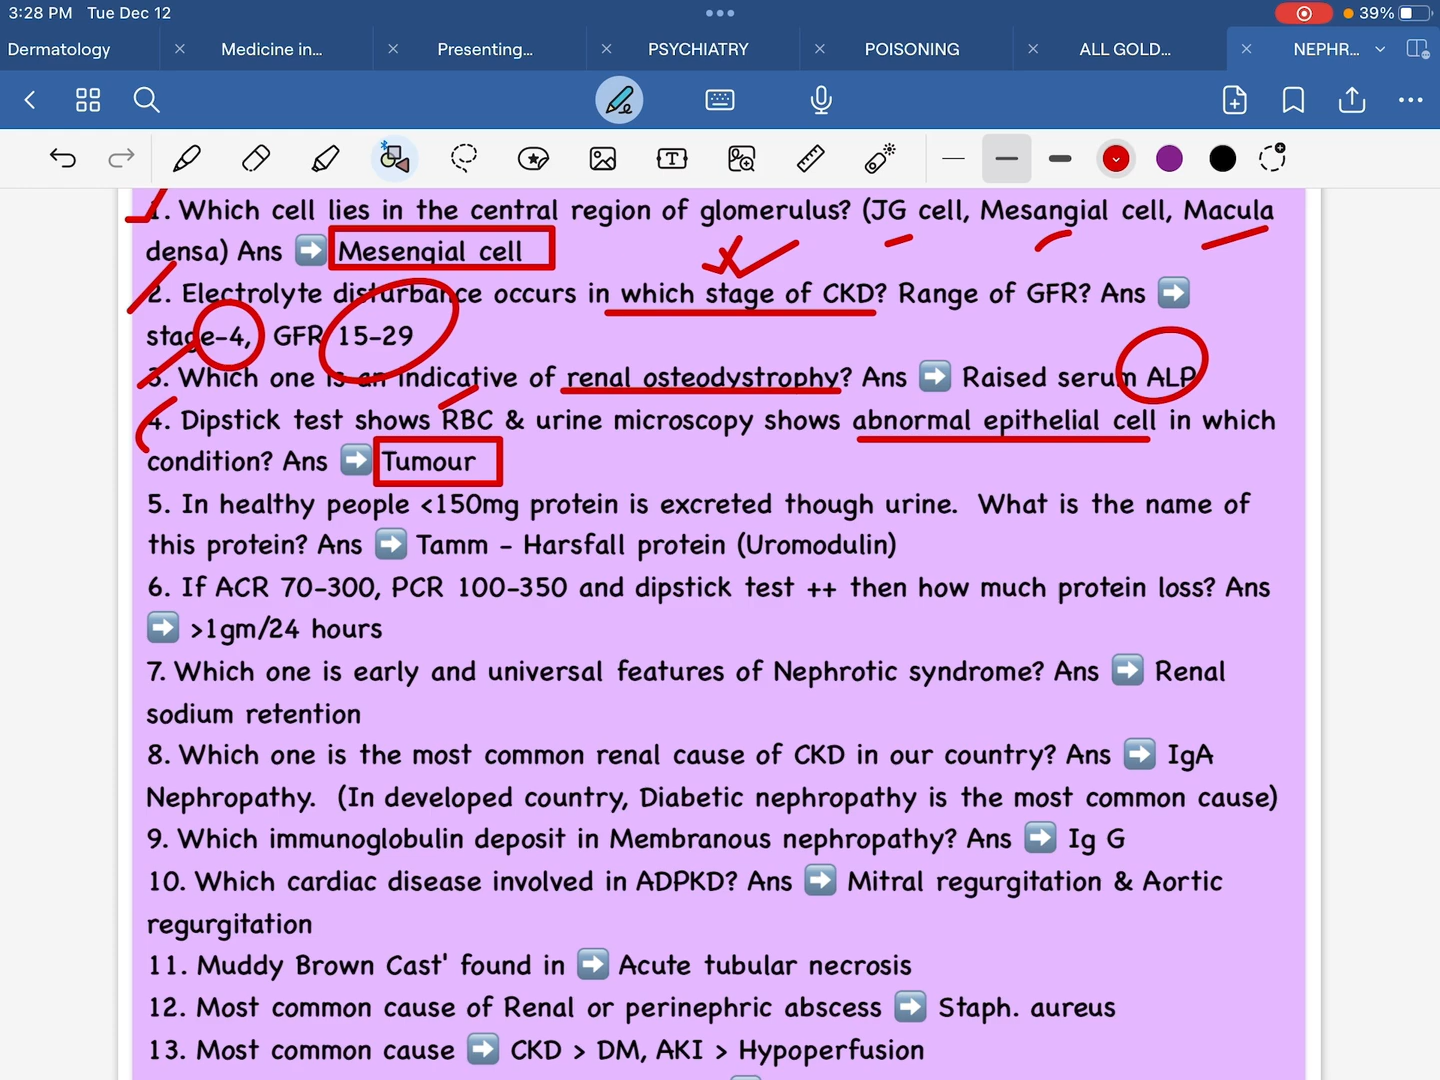 3:28 PM Tue Dec 12
39%
Dermatology
Medicine in...
Presenting...
PSYCHIATRY
POISONING
ALL GOLD...
NEPHR...
1. Which cell lies in the central region of glomerulus? (JG cell, Mesangial cell, Macula
densa) Ans ➡️ Mesengial cell
2. Electrolyte disturbance occurs in which stage of CKD? Range of GFR? Ans ➡️
stage-4, GFR 15-29
3. Which one is an indicative of renal osteodystrophy? Ans ➡️ Raised serum ALP
4. Dipstick test shows RBC & urine microscopy shows abnormal epithelial cell in which
condition? Ans ➡️ Tumour
5. In healthy people <150mg protein is excreted though urine. What is the name of
this protein? Ans ➡️ Tamm - Harsfall protein (Uromodulin)
6. If ACR 70-300, PCR 100-350 and dipstick test ++ then how much protein loss? Ans
➡️ >1gm/24 hours
7. Which one is early and universal features of Nephrotic syndrome? Ans ➡️ Renal
sodium retention
8. Which one is the most common renal cause of CKD in our country? Ans ➡️ IgA
Nephropathy. (In developed country, Diabetic nephropathy is the most common cause)
9. Which immunoglobulin deposit in Membranous nephropathy? Ans ➡️ Ig G
10. Which cardiac disease involved in ADPKD? Ans ➡️ Mitral regurgitation & Aortic
regurgitation
11. Muddy Brown Cast' found in ➡️ Acute tubular necrosis
12. Most common cause of Renal or perinephric abscess ➡️ Staph. aureus
13. Most common cause ➡️ CKD > DM, AKI > Hypoperfusion